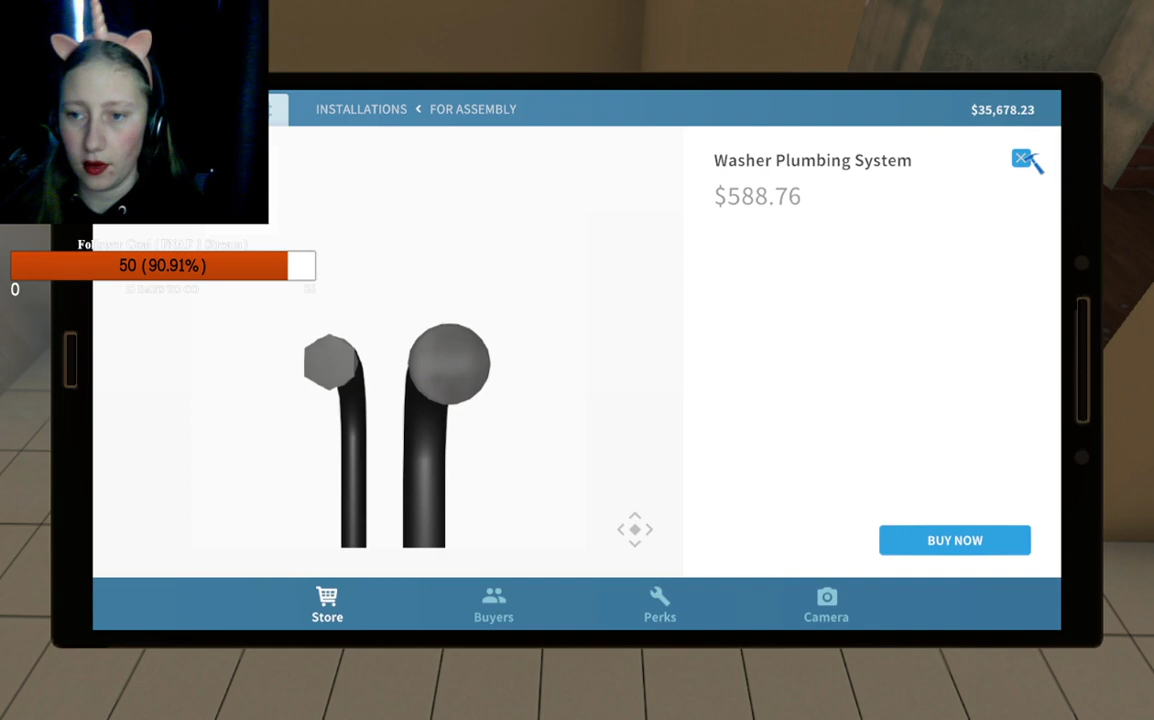 INSTALLATIONS < FOR ASSEMBLY
$35,678.23
Washer Plumbing System
$588.76
50 (90.91%)
0
BUY NOW
Store
Buyers
Perks
Camera